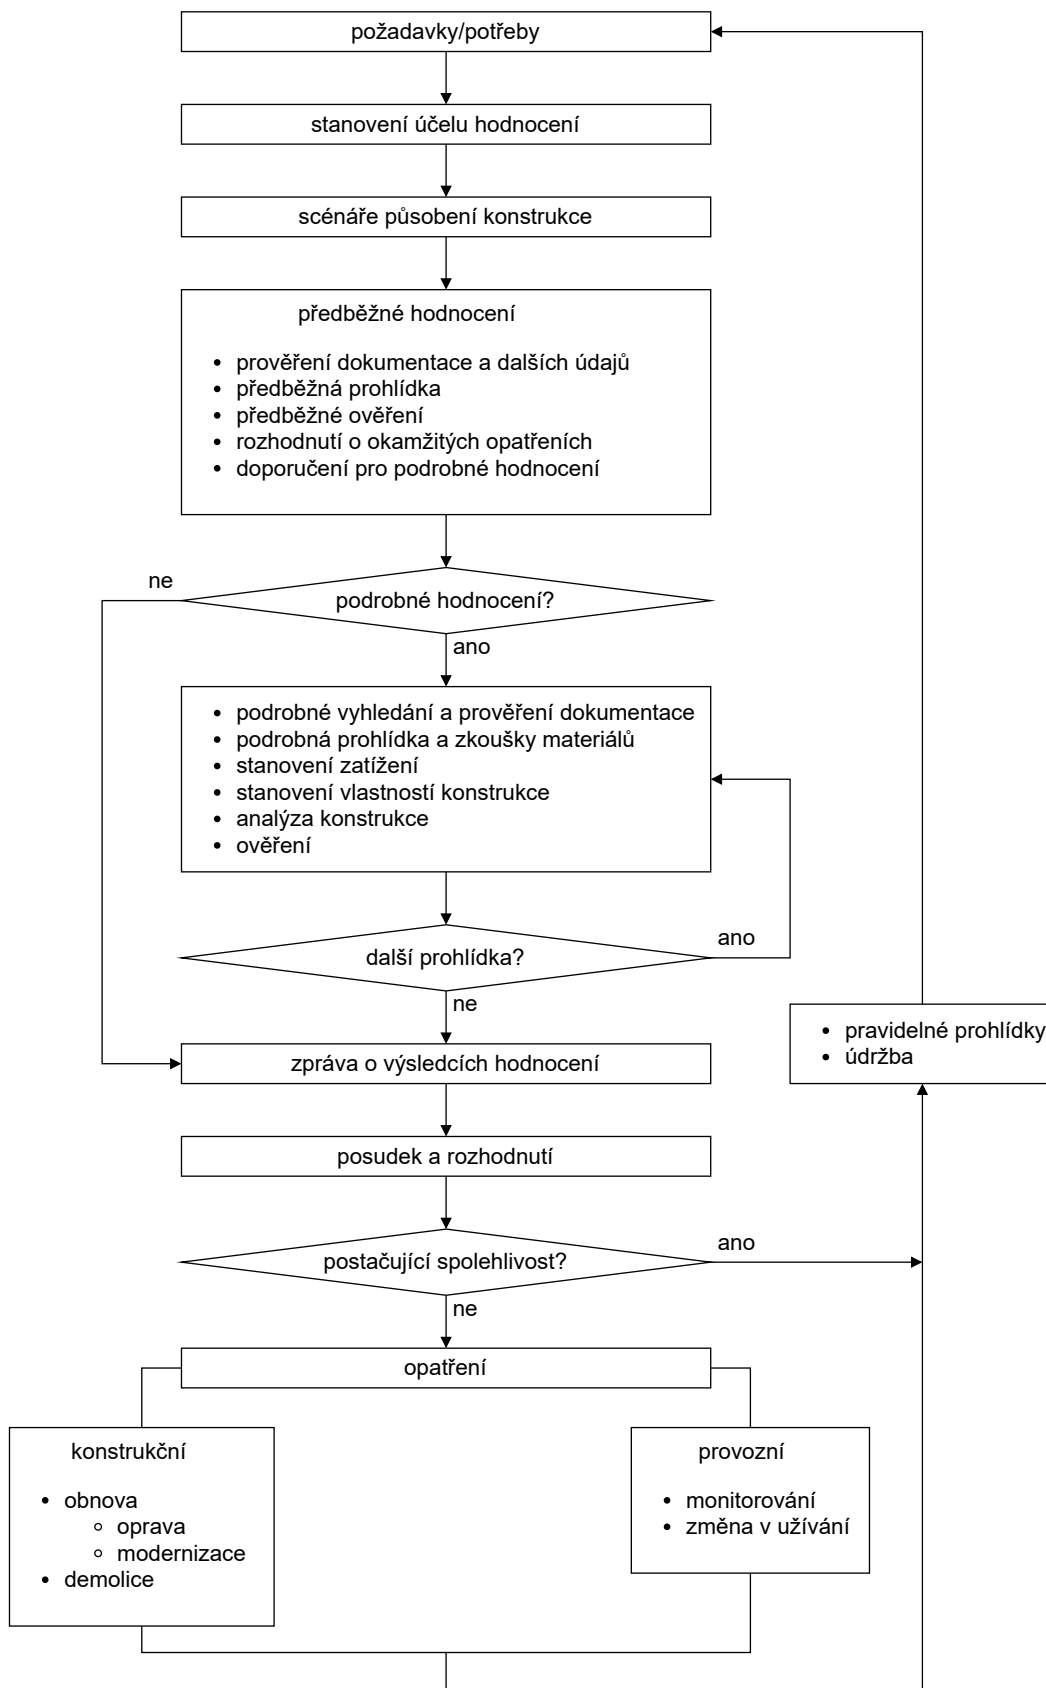 požadavky/potřeby
stanovení účelu hodnocení
scénáře působení konstrukce
předběžné hodnocení
• prověření dokumentace a dalších údajů
• předběžná prohlídka
• předběžné ověření
• rozhodnutí o okamžitých opatřeních
• doporučení pro podrobné hodnocení
ne
podrobné hodnocení?
ano
• podrobné vyhledání a prověření dokumentace
• podrobná prohlídka a zkoušky materiálů
• stanovení zatížení
• stanovení vlastností konstrukce
• analýza konstrukce
• ověření
další prohlídka?
ano
ne
• pravidelné prohlídky
• údržba
zpráva o výsledcích hodnocení
posudek a rozhodnutí
postačující spolehlivost?
ano
ne
opatření
konstrukční
• obnova
◦ oprava
◦ modernizace
• demolice
provozní
• monitorování
• změna v užívání